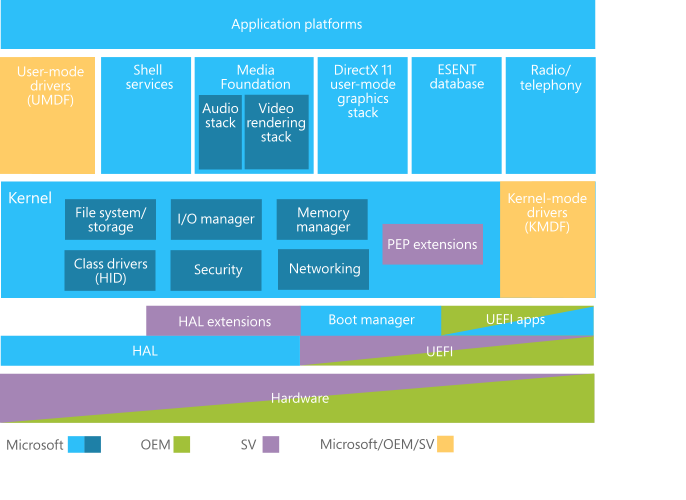 Application platforms
User-mode
drivers
(UMDF)
Shell
services
Media
Foundation
Audio
stack
Video
rendering
stack
DirectX 11
user-mode
graphics
stack
ESENT
database
Radio/
telephony
Kernel
File system/
storage
I/O manager
Memory
manager
PEP extensions
Kernel-mode
drivers
(KMDF)
Class drivers
(HID)
Security
Networking
HAL extensions
Boot manager
UEFI apps
HAL
UEFI
Hardware
Microsoft
OEM
SV
Microsoft/OEM/SV